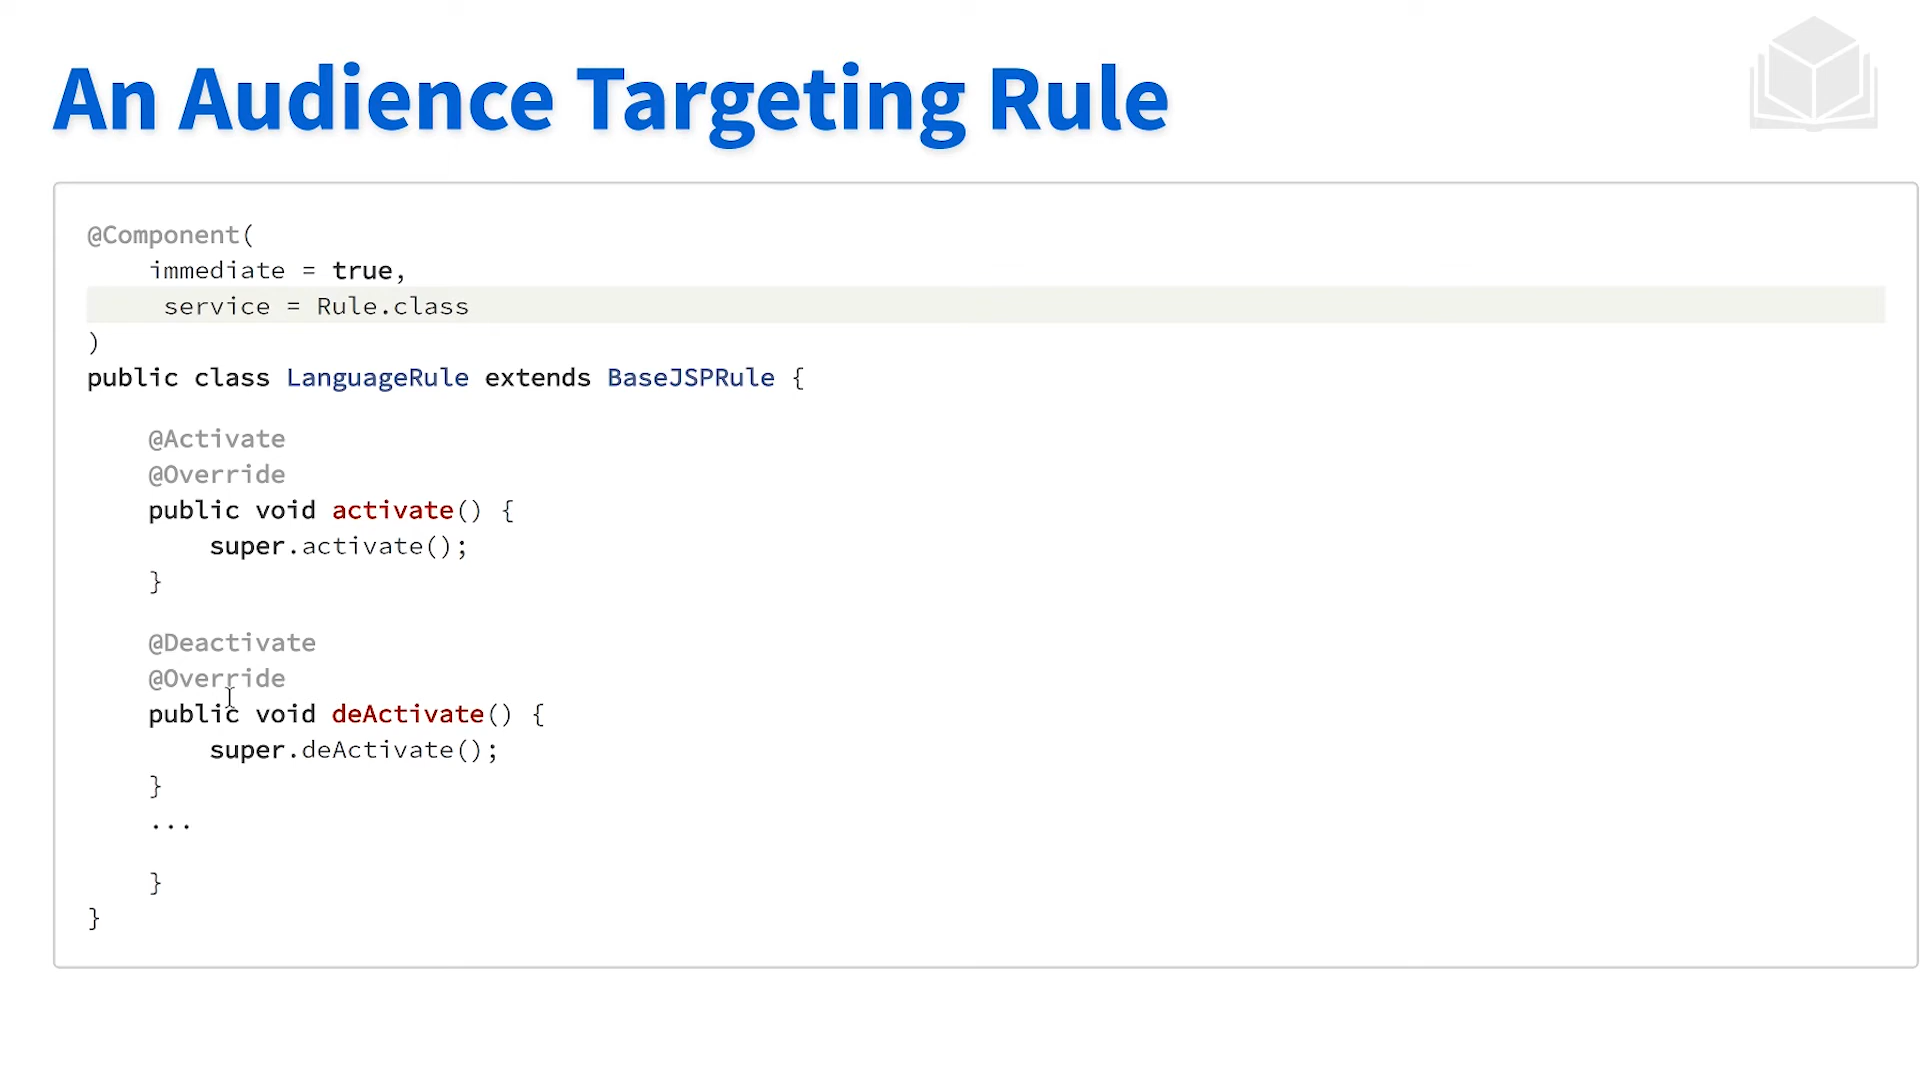 An Audience Targeting Rule
@Component(
    immediate = true,
     service = Rule.class
)
public class LanguageRule extends BaseJSPRule {
    @Activate
    @Override
    public void activate() {
        super.activate();
    }
    @Deactivate
    @Override
    public void deActivate() {
        super.deActivate();
    }
    ...
    }
}